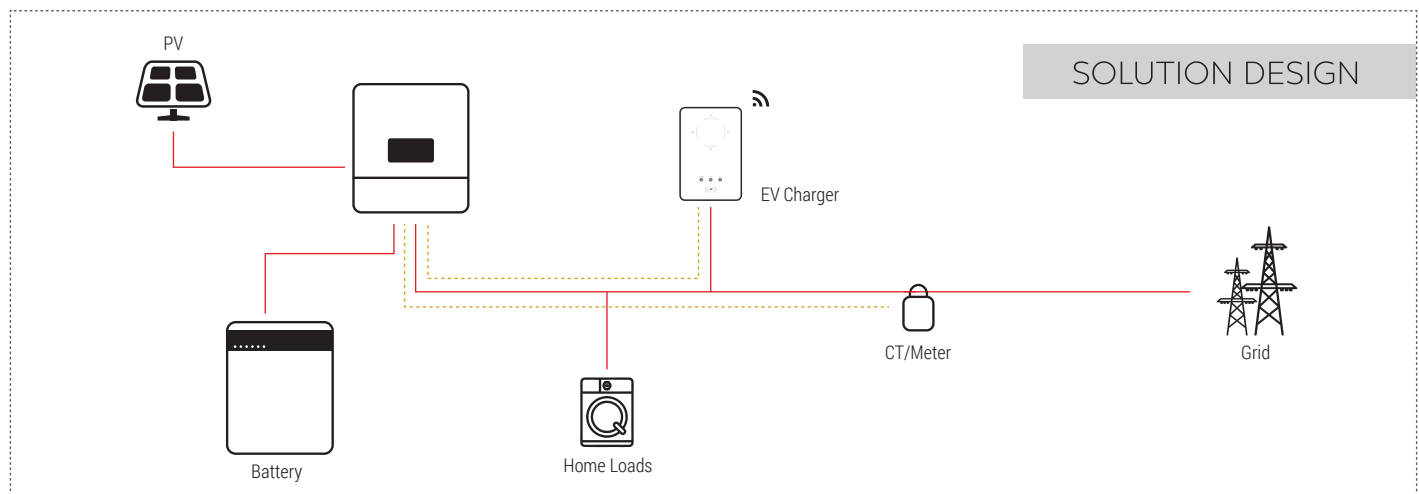 PV
SOLUTION DESIGN
EV Charger
CT/Meter
Grid
Home Loads
Battery